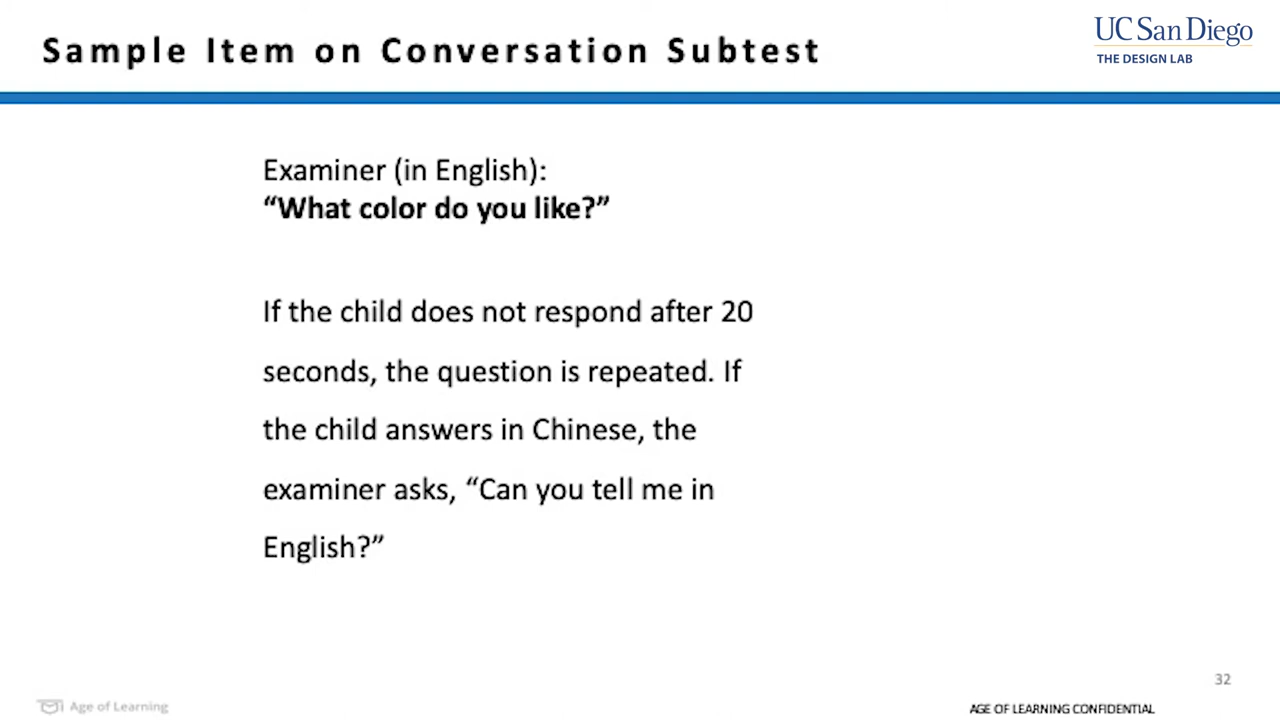 Sample Item on Conversation Subtest
UC San Diego
THE DESIGN LAB
Examiner (in English):
“What color do you like?”
If the child does not respond after 20
seconds, the question is repeated. If
the child answers in Chinese, the
examiner asks, “Can you tell me in
English?”
32
Age of Learning
AGE OF LEARNING CONFIDENTIAL